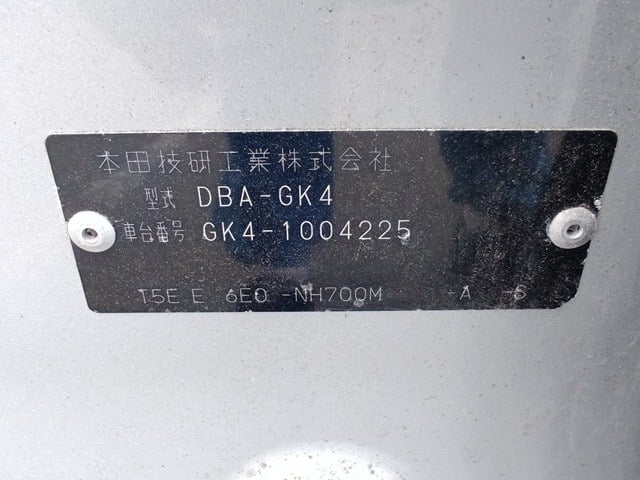 本田技研工業株式会社
型式 DBA-GK4
車台番号 GK4-1004225
T5E E 6E0 -NH700M -A -S